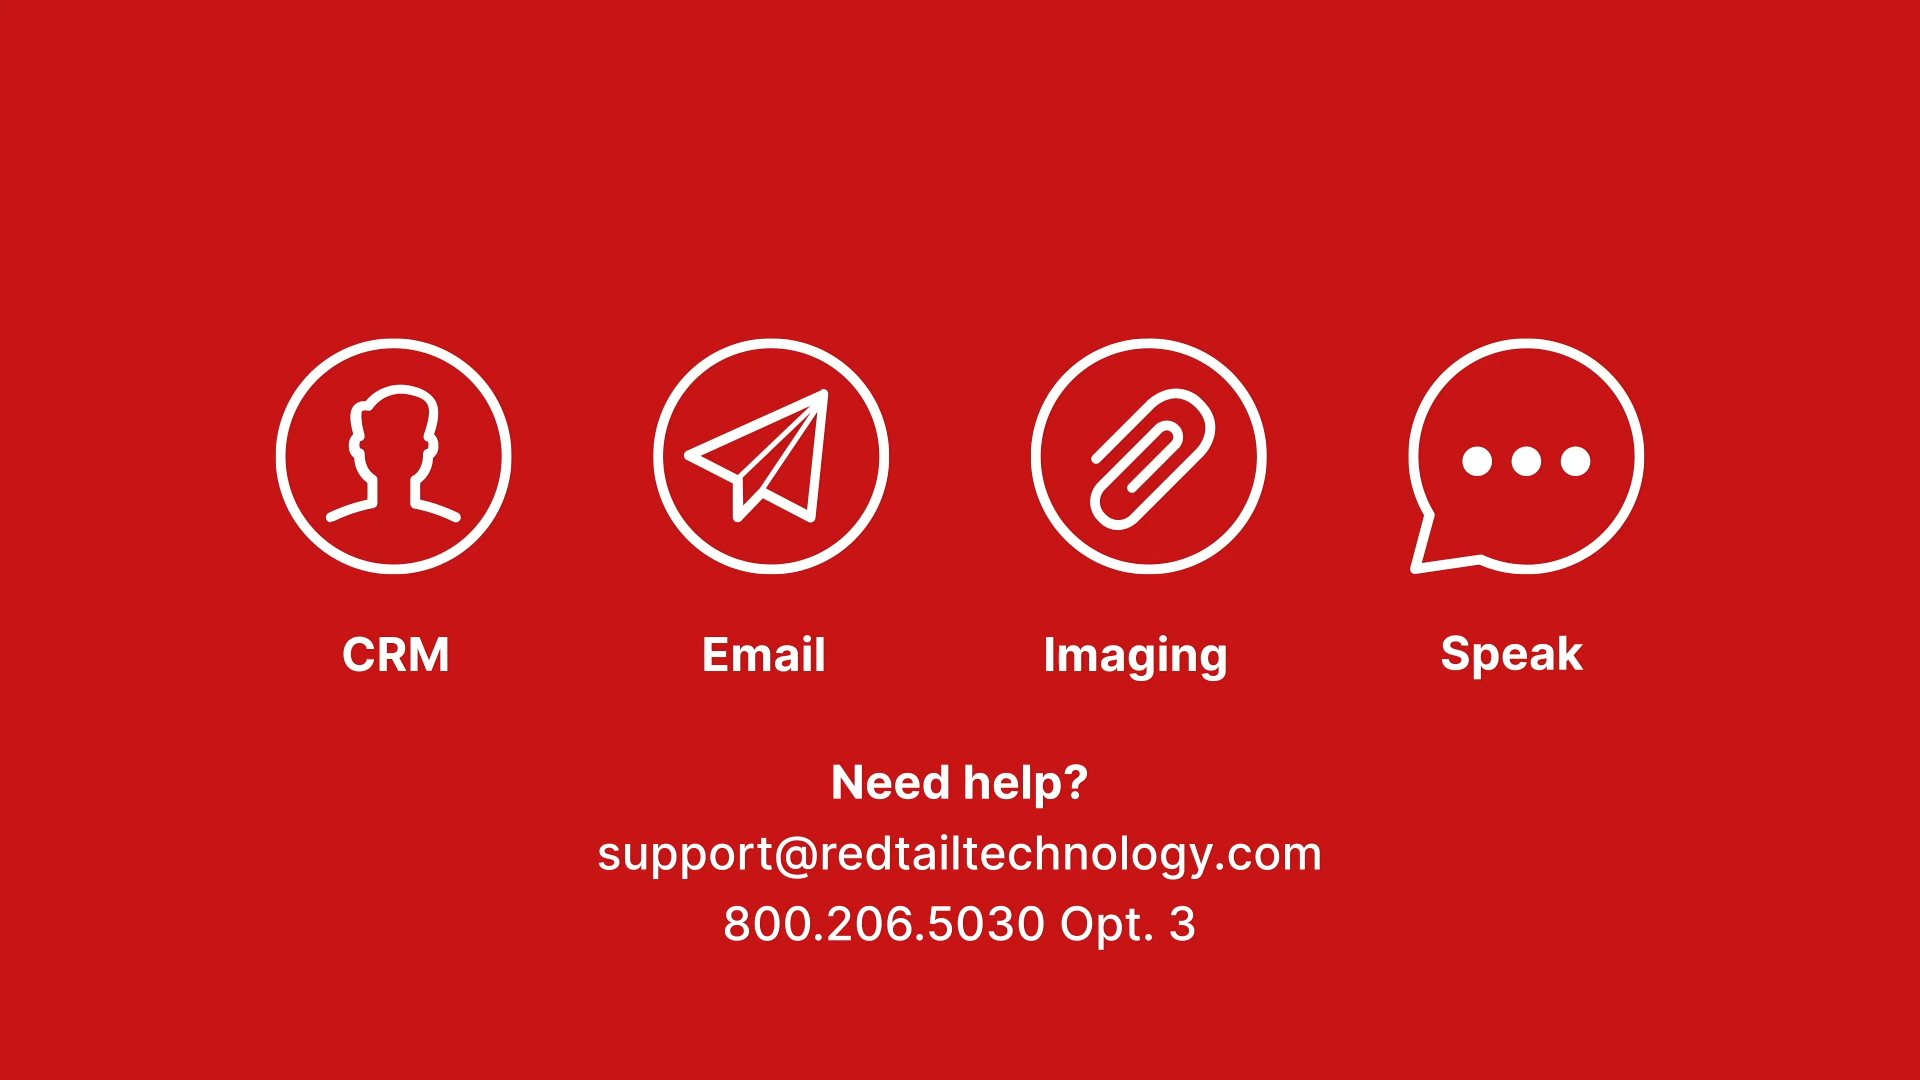 CRM
Email
Imaging
Speak
Need help?
support@redtailtechnology.com
800.206.5030 Opt. 3